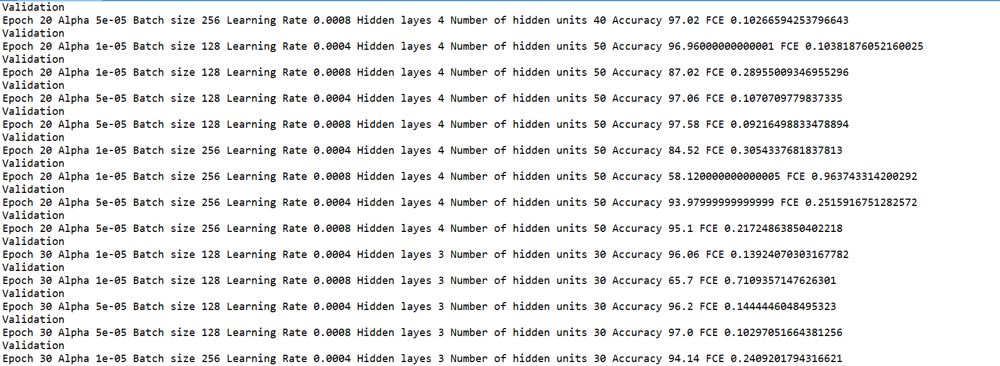 Validation
Epoch 20 Alpha 5e-05 Batch size 256 Learning Rate 0.0008 Hidden layes 4 Number of hidden units 40 Accuracy 97.02 FCE 0.10266594253796643
Validation
Epoch 20 Alpha 1e-05 Batch size 128 Learning Rate 0.0004 Hidden layes 4 Number of hidden units 50 Accuracy 96.96000000000001 FCE 0.10381876052160025
Validation
Epoch 20 Alpha 1e-05 Batch size 128 Learning Rate 0.0008 Hidden layes 4 Number of hidden units 50 Accuracy 87.02 FCE 0.28955009346955296
Validation
Epoch 20 Alpha 5e-05 Batch size 128 Learning Rate 0.0004 Hidden layes 4 Number of hidden units 50 Accuracy 97.06 FCE 0.1070709779837335
Validation
Epoch 20 Alpha 5e-05 Batch size 128 Learning Rate 0.0008 Hidden layes 4 Number of hidden units 50 Accuracy 97.58 FCE 0.09216498833478894
Validation
Epoch 20 Alpha 1e-05 Batch size 256 Learning Rate 0.0004 Hidden layes 4 Number of hidden units 50 Accuracy 84.52 FCE 0.3054337681837813
Validation
Epoch 20 Alpha 1e-05 Batch size 256 Learning Rate 0.0008 Hidden layes 4 Number of hidden units 50 Accuracy 58.120000000000005 FCE 0.963743314200292
Validation
Epoch 20 Alpha 5e-05 Batch size 256 Learning Rate 0.0004 Hidden layes 4 Number of hidden units 50 Accuracy 93.97999999999999 FCE 0.2515916751282572
Validation
Epoch 20 Alpha 5e-05 Batch size 256 Learning Rate 0.0008 Hidden layes 4 Number of hidden units 50 Accuracy 95.1 FCE 0.21724863850402218
Validation
Epoch 30 Alpha 1e-05 Batch size 128 Learning Rate 0.0004 Hidden layes 3 Number of hidden units 30 Accuracy 96.06 FCE 0.13924070303167782
Validation
Epoch 30 Alpha 1e-05 Batch size 128 Learning Rate 0.0008 Hidden layes 3 Number of hidden units 30 Accuracy 65.7 FCE 0.7109357147626301
Validation
Epoch 30 Alpha 5e-05 Batch size 128 Learning Rate 0.0004 Hidden layes 3 Number of hidden units 30 Accuracy 96.2 FCE 0.1444446048495323
Validation
Epoch 30 Alpha 5e-05 Batch size 128 Learning Rate 0.0008 Hidden layes 3 Number of hidden units 30 Accuracy 97.0 FCE 0.10297051664381256
Validation
Epoch 30 Alpha 1e-05 Batch size 256 Learning Rate 0.0004 Hidden layes 3 Number of hidden units 30 Accuracy 94.14 FCE 0.2409201794316621